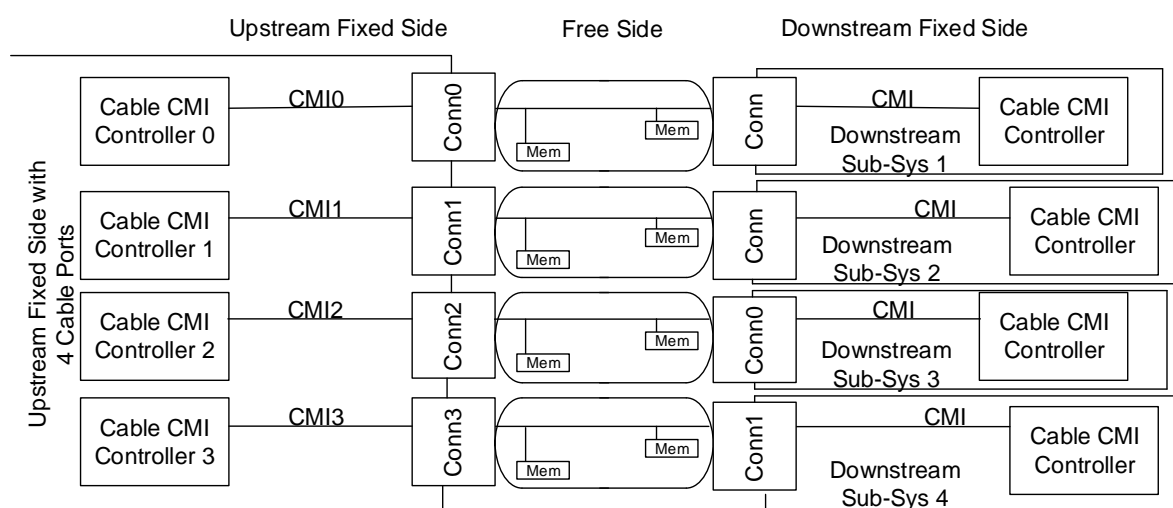 Upstream Fixed Side
Free Side
Downstream Fixed Side
Upstream Fixed Side with
4 Cable Ports
Cable CMI
Controller 0
CMI0
Conn0
Mem
Mem
Conn
CMI
Downstream
Sub-Sys 1
Cable CMI
Controller
Cable CMI
Controller 1
CMI1
Conn1
Mem
Mem
Conn
CMI
Downstream
Sub-Sys 2
Cable CMI
Controller
Cable CMI
Controller 2
CMI2
Conn2
Mem
Mem
Conn0
CMI
Downstream
Sub-Sys 3
Cable CMI
Controller
Cable CMI
Controller 3
CMI3
Conn3
Mem
Mem
Conn1
CMI
Downstream
Sub-Sys 4
Cable CMI
Controller